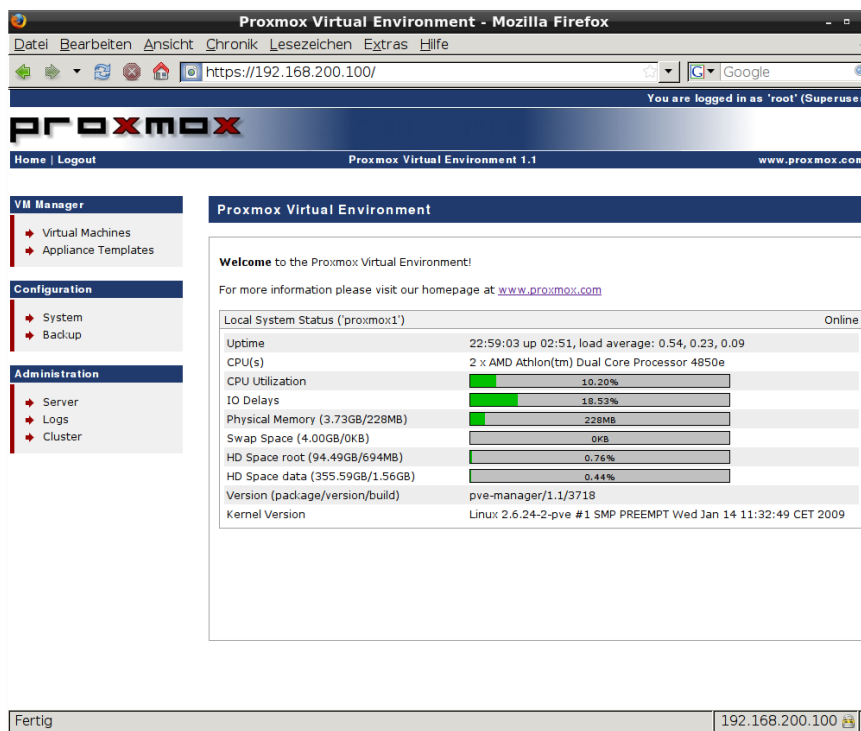 Proxmox Virtual Environment - Mozilla Firefox
Datei Bearbeiten Ansicht Chronik Lesezeichen Extras Hilfe
https://192.168.200.100/ G Google
You are logged in as 'root' (Superuse
proxmox
Home | Logout Proxmox Virtual Environment 1.1 www.proxmox.com
VM Manager
Virtual Machines
Appliance Templates
Configuration
System
Backup
Administration
Server
Logs
Cluster
Proxmox Virtual Environment
Welcome to the Proxmox Virtual Environment!
For more information please visit our homepage at www.proxmox.com
Local System Status ('proxmox1') Online
Uptime 22:59:03 up 02:51, load average: 0.54, 0.23, 0.09
CPU(s) 2 x AMD Athlon(tm) Dual Core Processor 4850e
CPU Utilization 10.20%
IO Delays 18.53%
Physical Memory (3.73GB/228MB) 228MB
Swap Space (4.00GB/0KB) 0KB
HD Space root (94.49GB/694MB) 0.76%
HD Space data (355.59GB/1.56GB) 0.44%
Version (package/version/build) pve-manager/1.1/3718
Kernel Version Linux 2.6.24-2-pve #1 SMP PREEMPT Wed Jan 14 11:32:49 CET 2009
Fertig 192.168.200.100